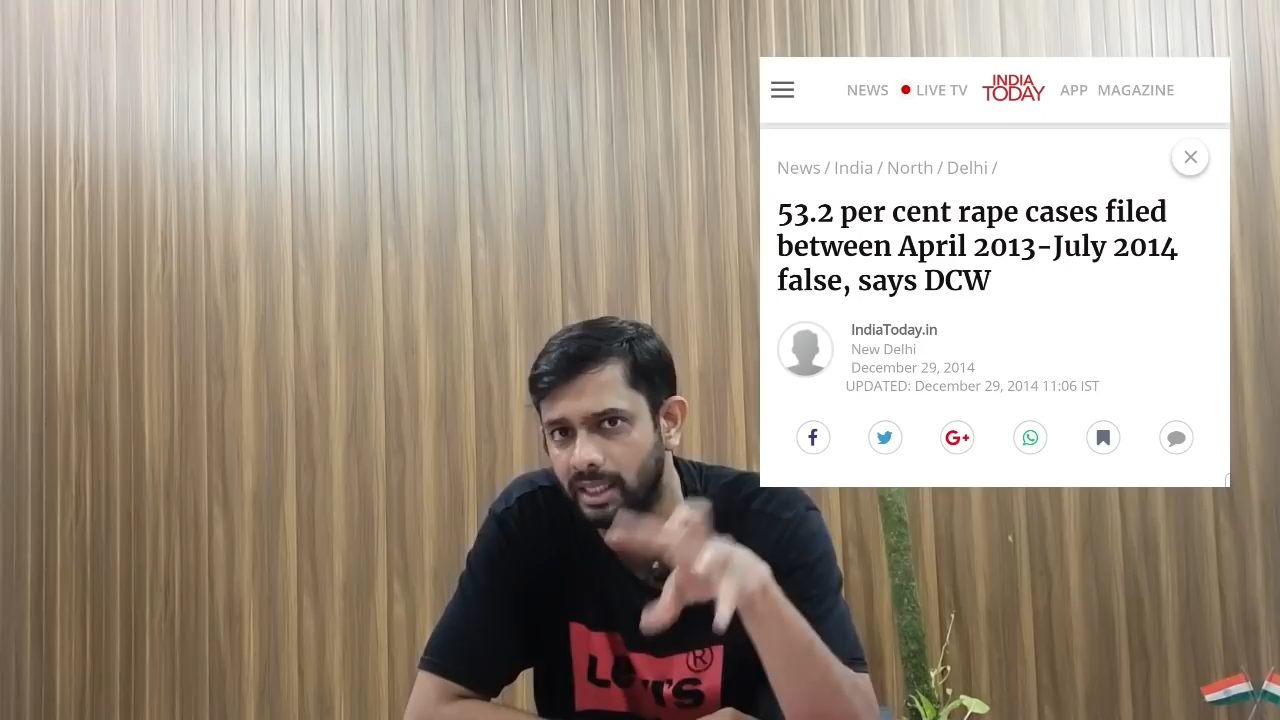 NEWS LIVE TV INDIA TODAY APP MAGAZINE
News / India / North / Delhi /
53.2 per cent rape cases filed
between April 2013-July 2014
false, says DCW
IndiaToday.in
New Delhi
December 29, 2014
UPDATED: December 29, 2014 11:06 IST
G+
®